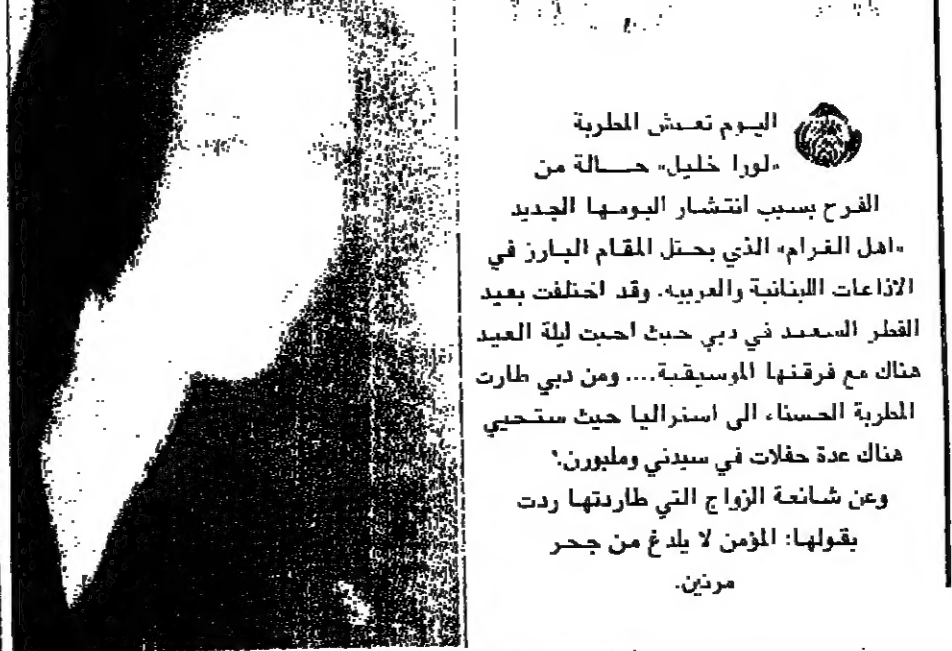 اليوم تعيش المطربة
«لورا خليل» حالة من
الفرح بسبب انتشار البومها الجديد
«اهل الغرام» الذي يحتل المقام البارز في
الاذاعات اللبنانية والعربيه. وقد احتلفت بعيد
الفطر السعيد في دبي حيث احيت ليلة العيد
هناك مع فرقتها الموسيقية.... ومن دبي طارت
المطربة الحسناء الى استراليا حيث ستحيي
هناك عدة حفلات في سيدني وملبورن.
وعن شائعة الزواج التي طاردتها ردت
بقولها: المؤمن لا يلدغ من جحر
مرتين.